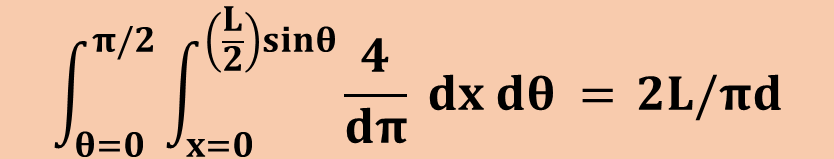 ∫_{θ=0}^{π/2} ∫_{x=0}^{(L/2)sinθ} 4/dπ dx dθ = 2L/πd